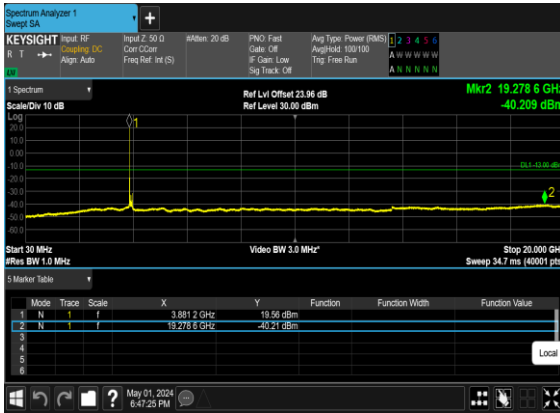 Spectrum Analyzer 1
Swept SA
KEYSIGHT
R T
Input: RF
Coupling: DC
Align: Auto
Input Z: 50 Ω
Corr CCorr
Freq Ref: Int (S)
#Atten: 20 dB
PNO: Fast
Gate: Off
IF Gain: Low
Sig Track: Off
Avg Type: Power (RMS)
Avg|Hold: 100/100
Trig: Free Run
1 2 3 4 5 6
A W W W W W
A N N N N N
1 Spectrum
Scale/Div 10 dB
Ref Lvl Offset 23.96 dB
Ref Level 30.00 dBm
Mkr2 19.278 6 GHz
-40.209 dBm
Log
20.0
10.0
0.00
-10.0
-20.0
-30.0
-40.0
-50.0
-60.0
1
DL1 -13.00 dBm
2
Start 30 MHz
#Res BW 1.0 MHz
Video BW 3.0 MHz*
Stop 20.000 GHz
Sweep 34.7 ms (40001 pts)
5 Marker Table
Mode Trace Scale X Y Function Function Width Function Value
1 N 1 f 3.881 2 GHz 19.56 dBm
2 N 1 f 19.278 6 GHz -40.21 dBm
3
4
5
6
Local
?
May 01, 2024
6:47:25 PM